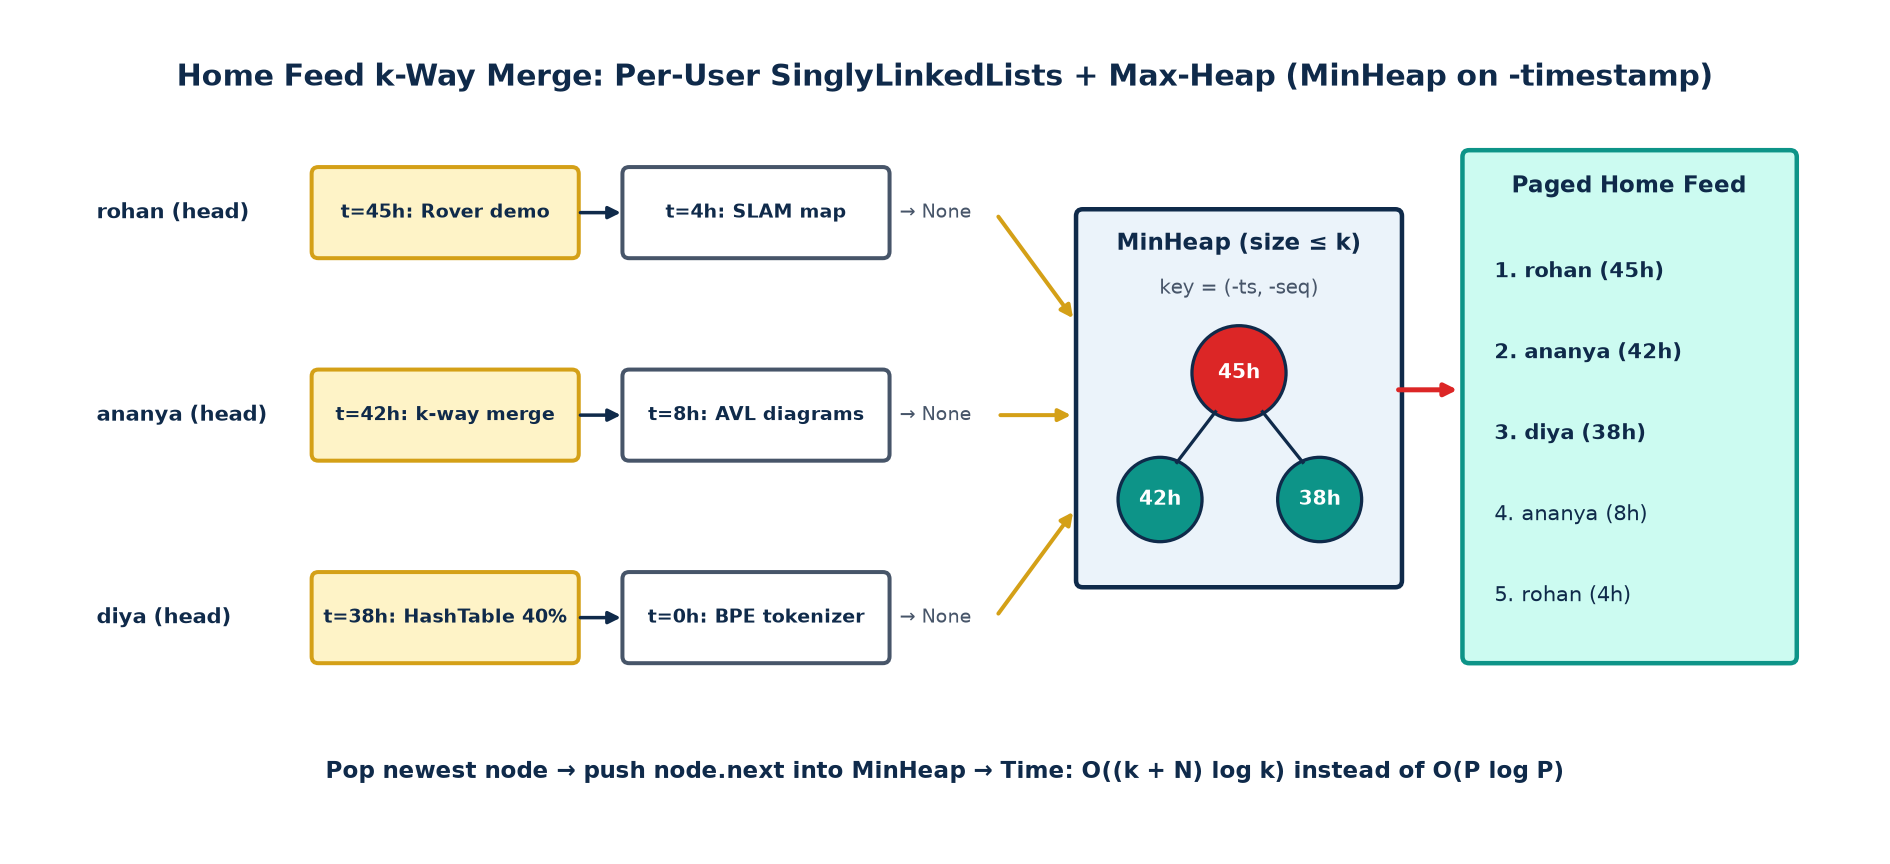 Home Feed k-Way Merge: Per-User SinglyLinkedLists + Max-Heap (MinHeap on -timestamp)
rohan (head)
t=45h: Rover demo
t=4h: SLAM map
→ None
ananya (head)
t=42h: k-way merge
t=8h: AVL diagrams
→ None
diya (head)
t=38h: HashTable 40%
t=0h: BPE tokenizer
→ None
MinHeap (size ≤ k)
key = (-ts, -seq)
45h
42h
38h
Paged Home Feed
1. rohan (45h)
2. ananya (42h)
3. diya (38h)
4. ananya (8h)
5. rohan (4h)
Pop newest node → push node.next into MinHeap → Time: O((k + N) log k) instead of O(P log P)